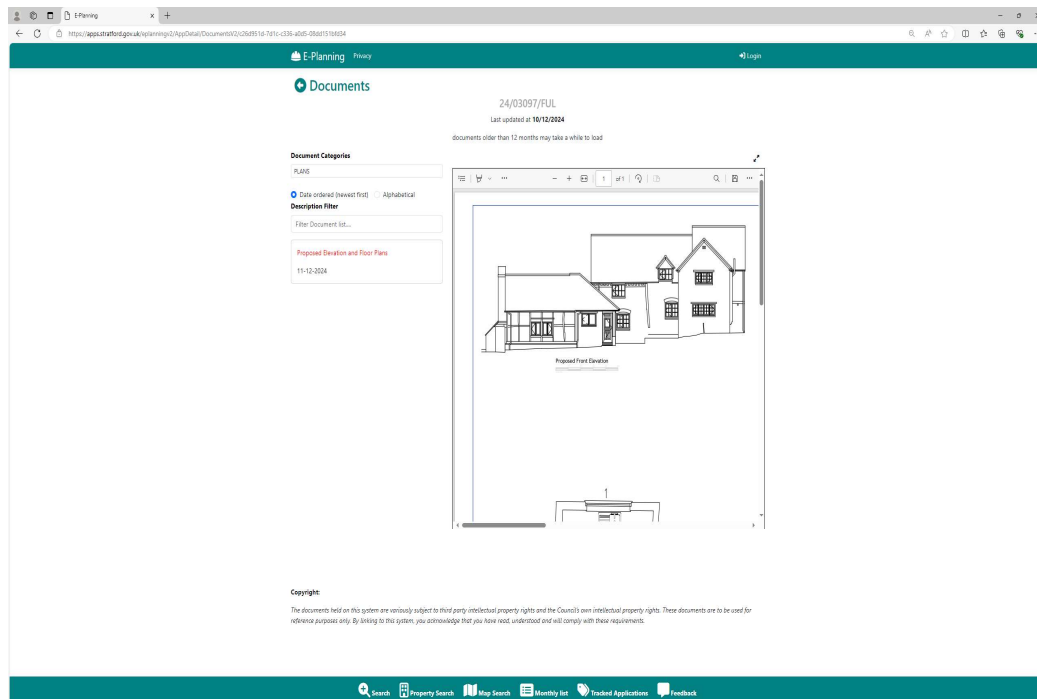 E-Planning
https://apps.stratford.gov.uk/eplanningv2/AppDetail/DocumentsV2/c26d951d-7d1c-c336-a0d5-08dd151bfd34
E-Planning Privacy Login
Documents
24/03097/FUL
Last updated at 10/12/2024
documents older than 12 months may take a while to load
Document Categories
PLANS
Date ordered (newest first) Alphabetical
Description Filter
Filter Document list...
Proposed Elevation and Floor Plans
11-12-2024
1 of 1
Proposed Front Elevation
Copyright:
The documents held on this system are variously subject to third party intellectual property rights and the Council's own intellectual property rights. These documents are to be used for
reference purposes only. By linking to this system, you acknowledge that you have read, understood and will comply with these requirements.
Search Property Search Map Search Monthly list Tracked Applications Feedback